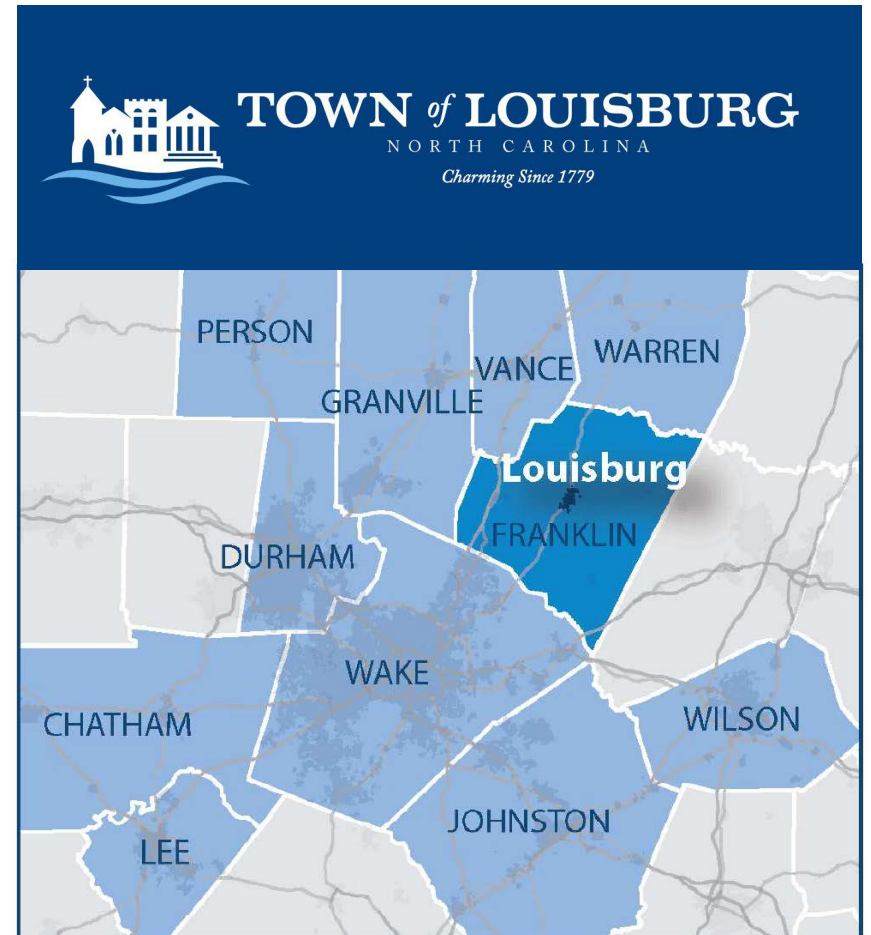 TOWN of LOUISBURG
NORTH CAROLINA
Charming Since 1779
PERSON
WARREN
VANCE
GRANVILLE
Louisburg
FRANKLIN
DURHAM
WAKE
CHATHAM
WILSON
JOHNSTON
LEE